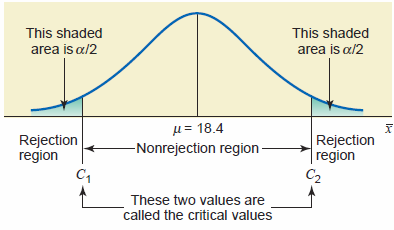 This shaded
area is α/2
This shaded
area is α/2
μ = 18.4
x̅
Rejection
region
Nonrejection region
Rejection
region
C₁
C₂
These two values are
called the critical values